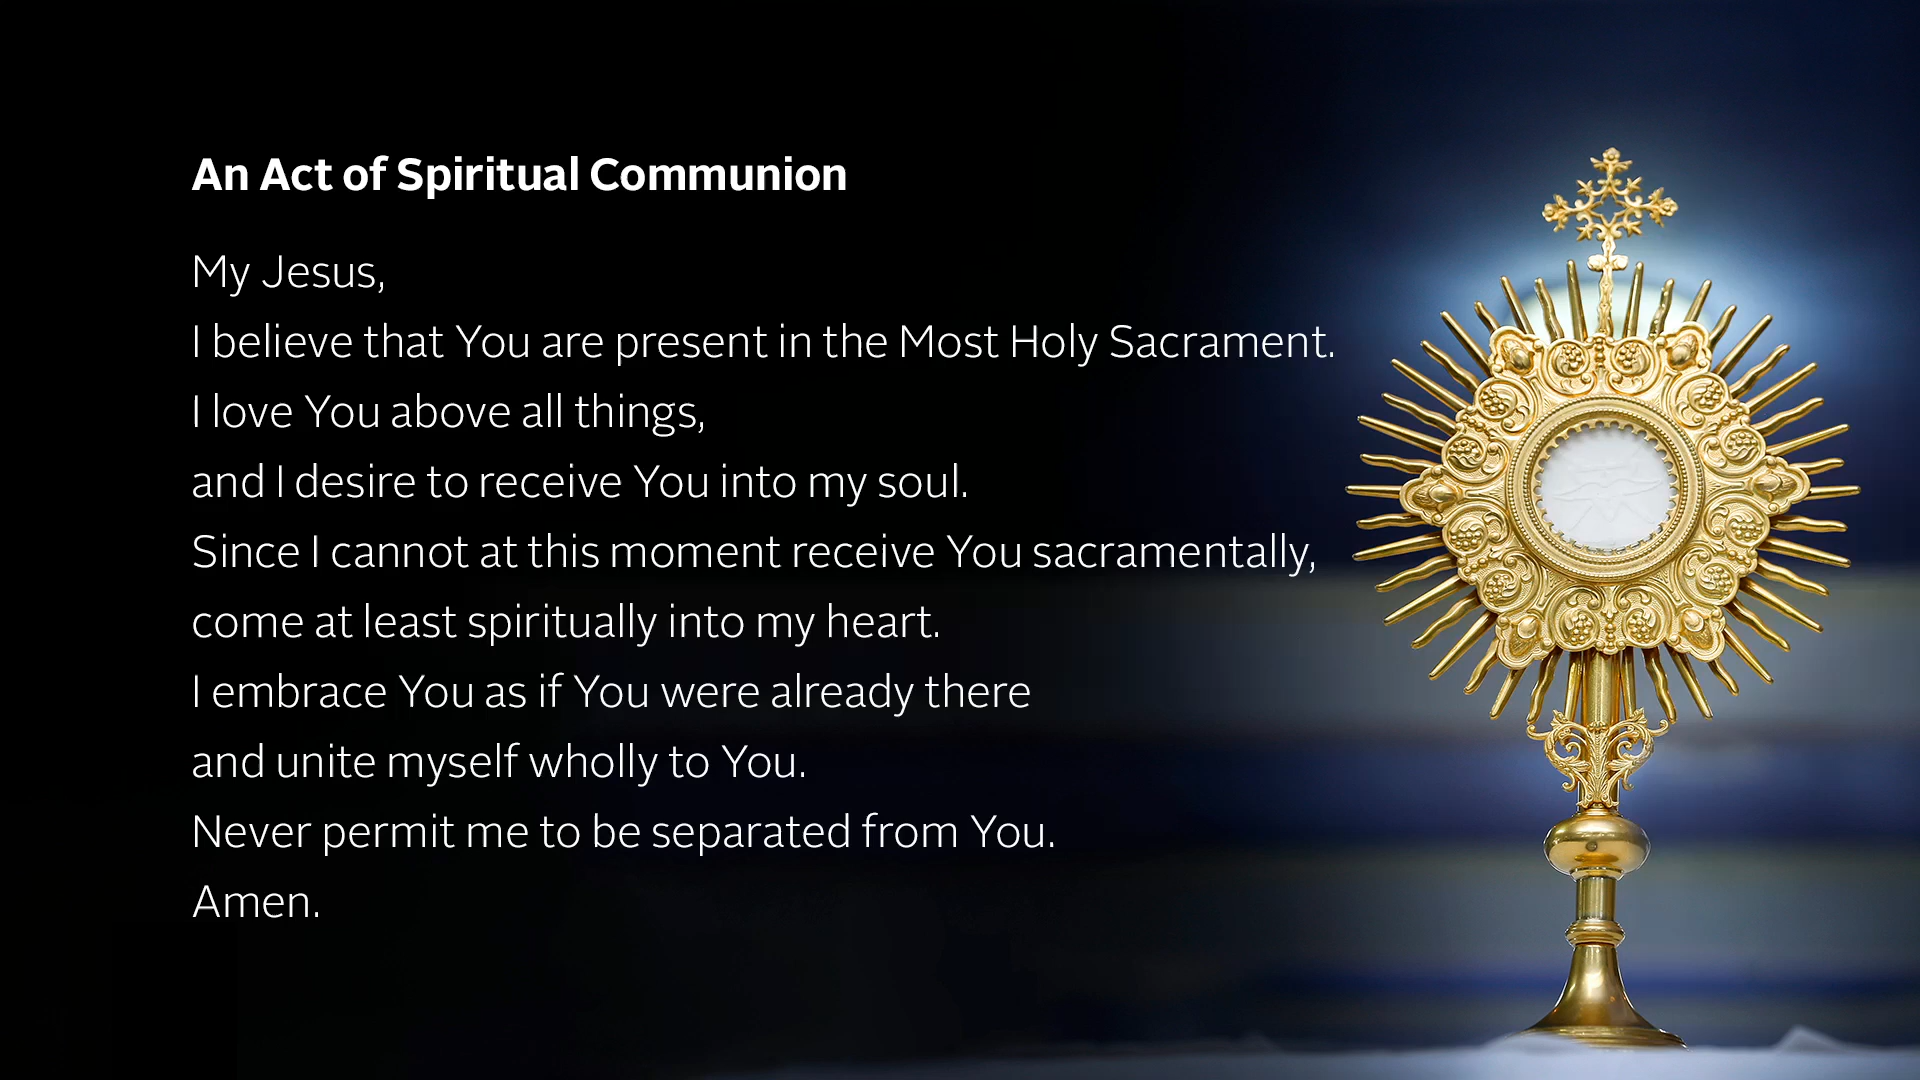 An Act of Spiritual Communion
My Jesus,
I believe that You are present in the Most Holy Sacrament.
I love You above all things,
and I desire to receive You into my soul.
Since I cannot at this moment receive You sacramentally,
come at least spiritually into my heart.
I embrace You as if You were already there
and unite myself wholly to You.
Never permit me to be separated from You.
Amen.